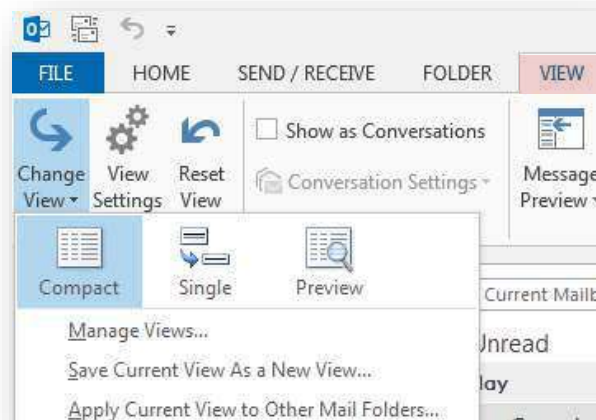 FILE HOME SEND / RECEIVE FOLDER VIEW
Show as Conversations
Change View Reset Message
View Settings View Conversation Settings Preview
Compact Single Preview
Current Mailb
Manage Views...
Unread
Save Current View As a New View...
lay
Apply Current View to Other Mail Folders...